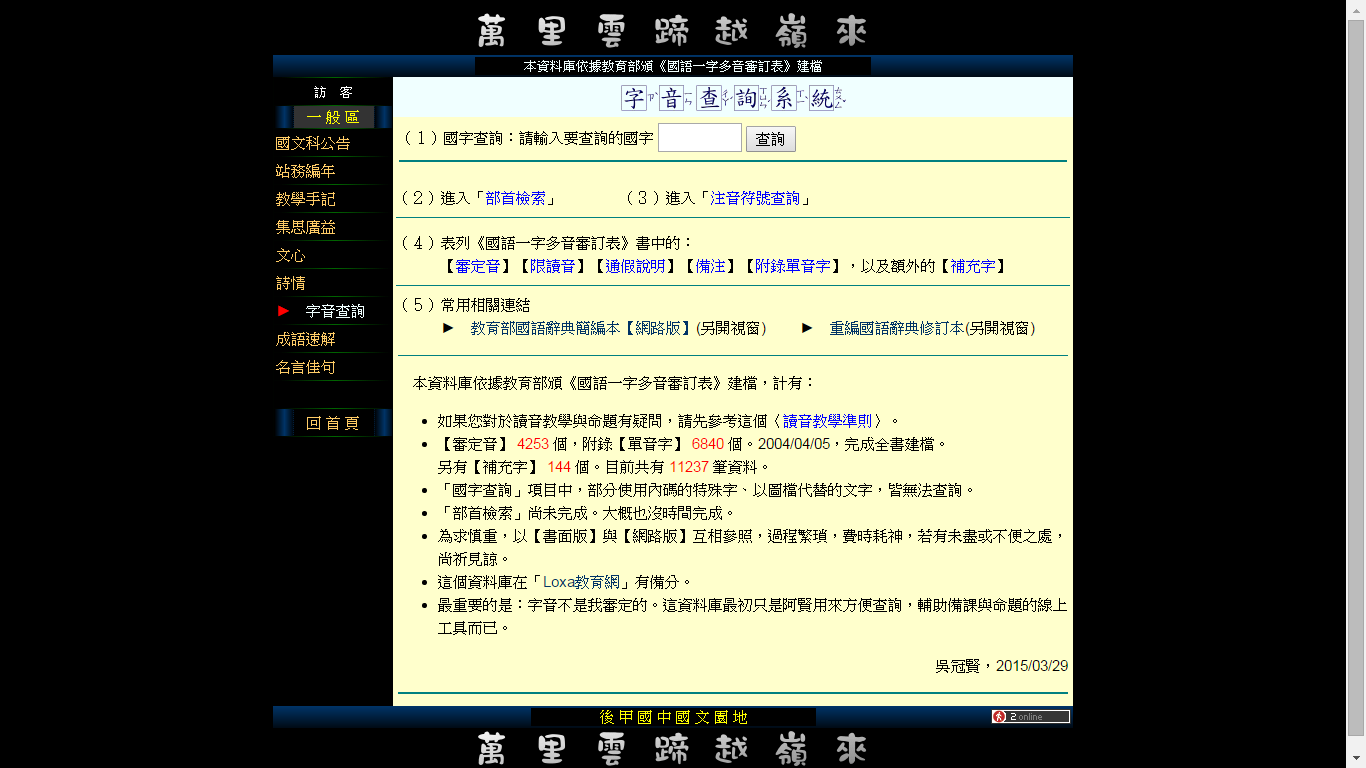 萬里雲蹄越嶺來
本資料庫依據教育部頒《國語一字多音審訂表》建檔
訪 客
一般區
國文科公告
站務編年
教學手記
集思廣益
文心
詩情
► 字音查詢
成語速解
名言佳句
回首頁
字ㄗˋ音ㄧㄣ查ㄔㄚˊ詢ㄒㄩㄣˊ系ㄒㄧˋ統ㄊㄨㄥˇ
(1)國字查詢：請輸入要查詢的國字 查詢
(2)進入「部首檢索」 (3)進入「注音符號查詢」
(4)表列《國語一字多音審訂表》書中的：
【審定音】【限讀音】【通假說明】【備注】【附錄單音字】，以及額外的【補充字】
(5)常用相關連結
► 教育部國語辭典簡編本【網路版】(另開視窗) ► 重編國語辭典修訂本(另開視窗)
本資料庫依據教育部頒《國語一字多音審訂表》建檔，計有：
• 如果您對於讀音教學與命題有疑問，請先參考這個〈讀音教學準則〉。
• 【審定音】 4253 個，附錄【單音字】 6840 個。2004/04/05，完成全書建檔。
另有【補充字】 144 個。目前共有 11237 筆資料。
• 「國字查詢」項目中，部分使用內碼的特殊字、以圖檔代替的文字，皆無法查詢。
• 「部首檢索」尚未完成。大概也沒時間完成。
• 為求慎重，以【書面版】與【網路版】互相參照，過程繁瑣，費時耗神，若有未盡或不便之處，
尚祈見諒。
• 這個資料庫在「Loxa教育網」有備分。
• 最重要的是：字音不是我審定的。這資料庫最初只是阿賢用來方便查詢，輔助備課與命題的線上
工具而已。
吳冠賢，2015/03/29
後甲國中國文園地
2 online
萬里雲蹄越嶺來